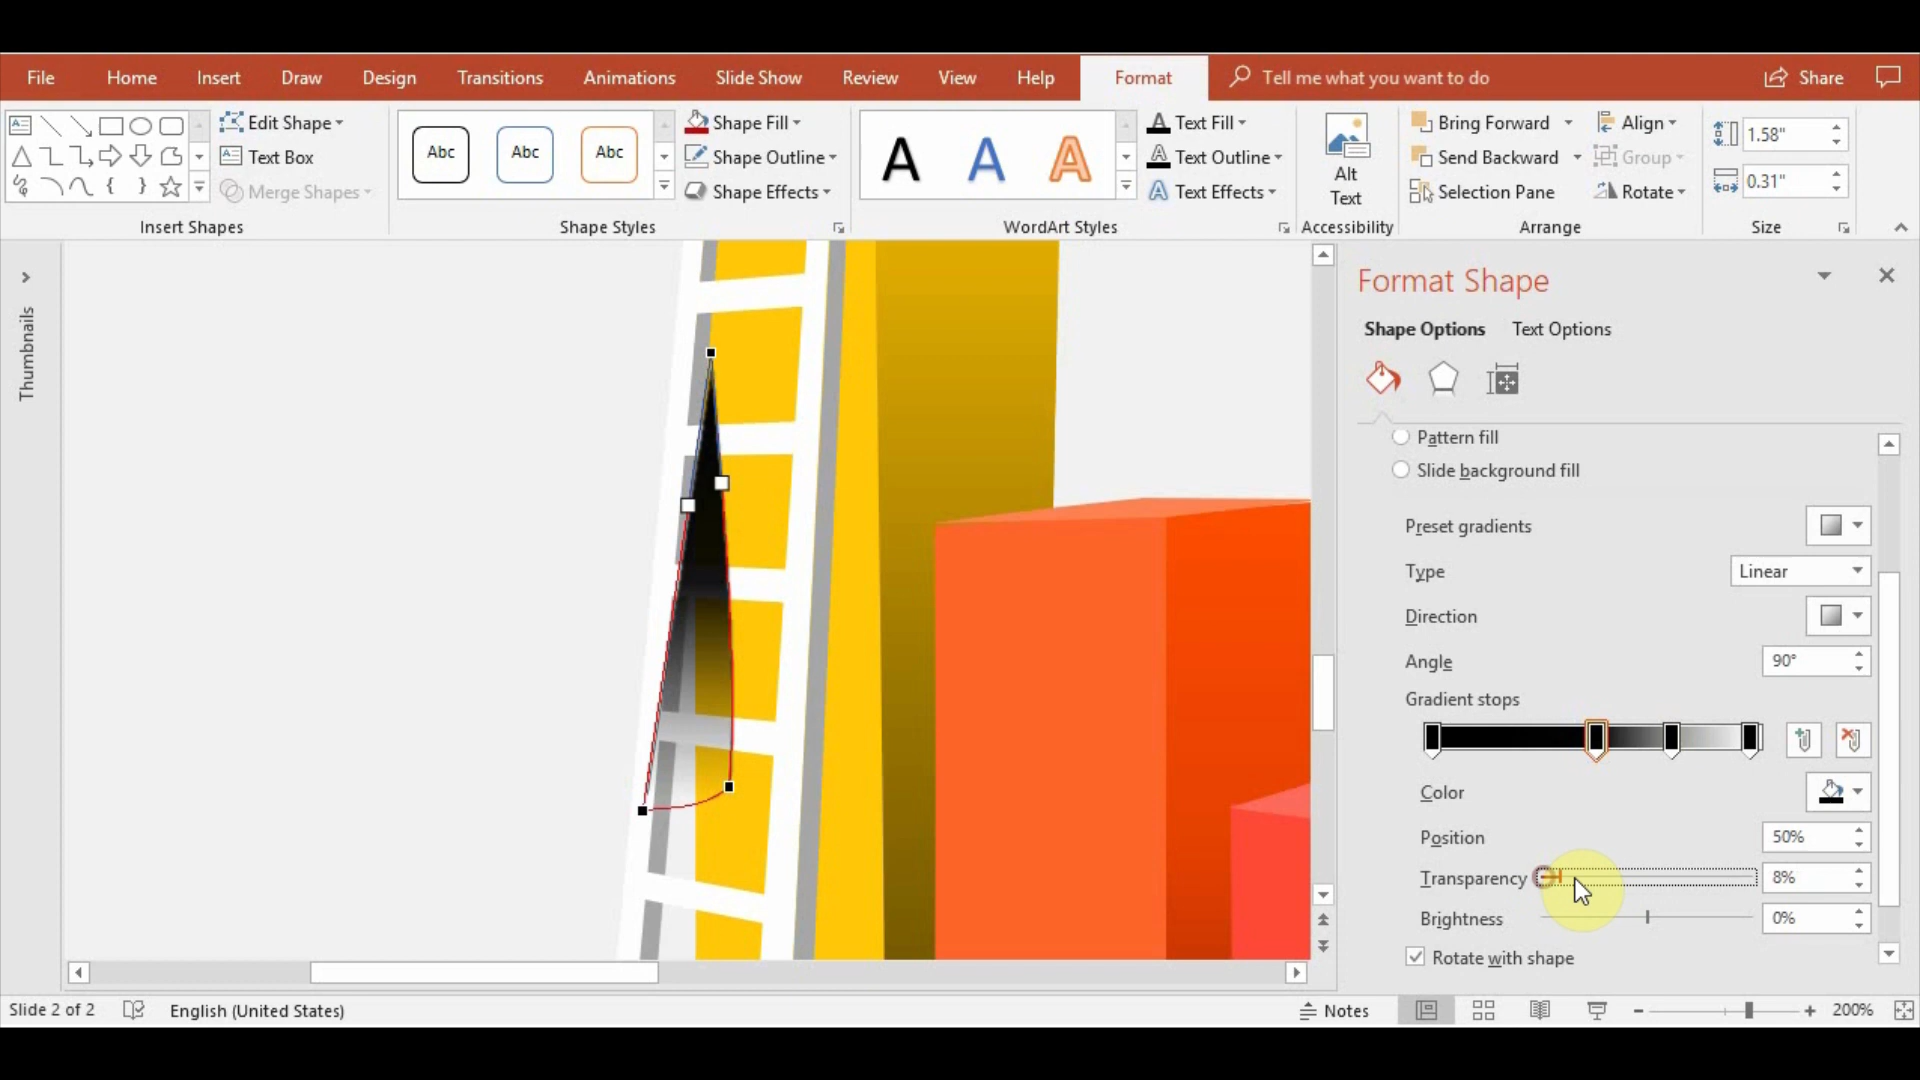 File Home Insert Draw Design Transitions Animations Slide Show Review View Help Format Tell me what you want to do Share
Edit Shape
Text Box
Merge Shapes
Insert Shapes
Abc Abc Abc
Shape Fill
Shape Outline
Shape Effects
Shape Styles
A A A
Text Fill
Text Outline
Text Effects
WordArt Styles
Alt
Text
Accessibility
Bring Forward
Send Backward
Selection Pane
Align
Group
Rotate
Arrange
1.58"
0.31"
Size
Thumbnails
Format Shape
Shape Options Text Options
Pattern fill
Slide background fill
Preset gradients
Type Linear
Direction
Angle 90°
Gradient stops
Color
Position 50%
Transparency 8%
Brightness 0%
Rotate with shape
Slide 2 of 2 English (United States) Notes 200%